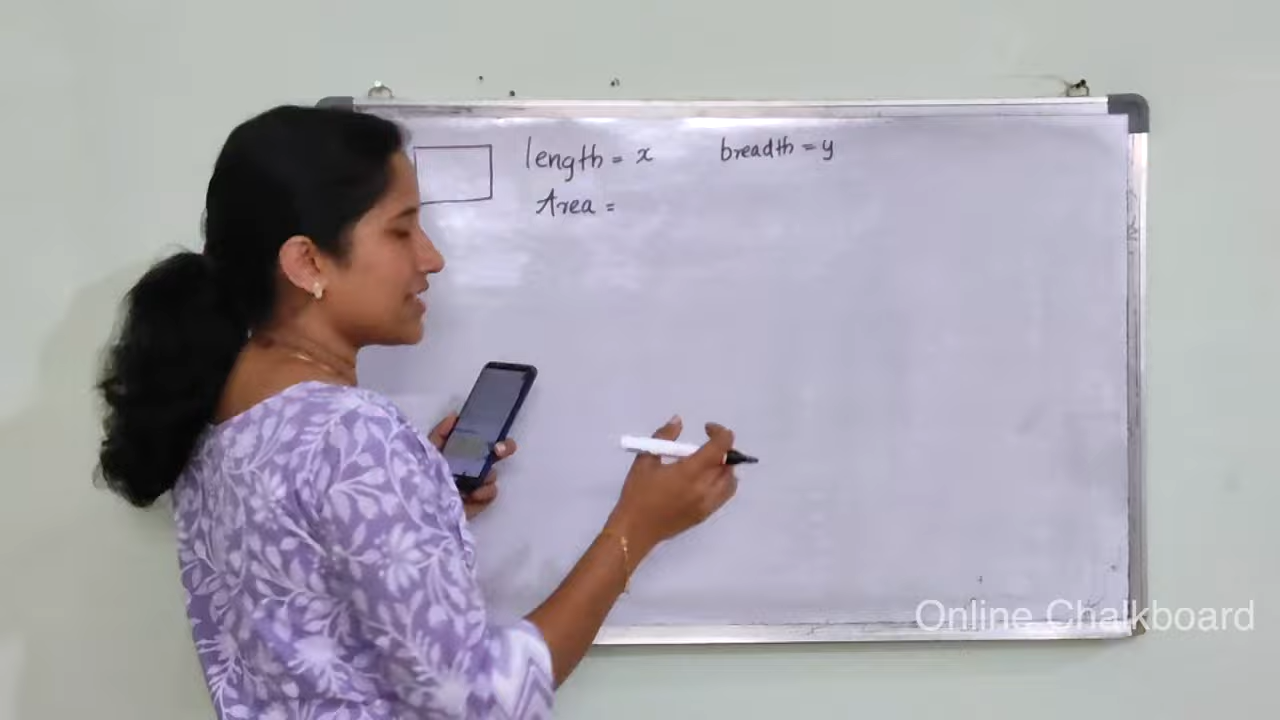 length = x breadth = y
Area =
Online Chalkboard